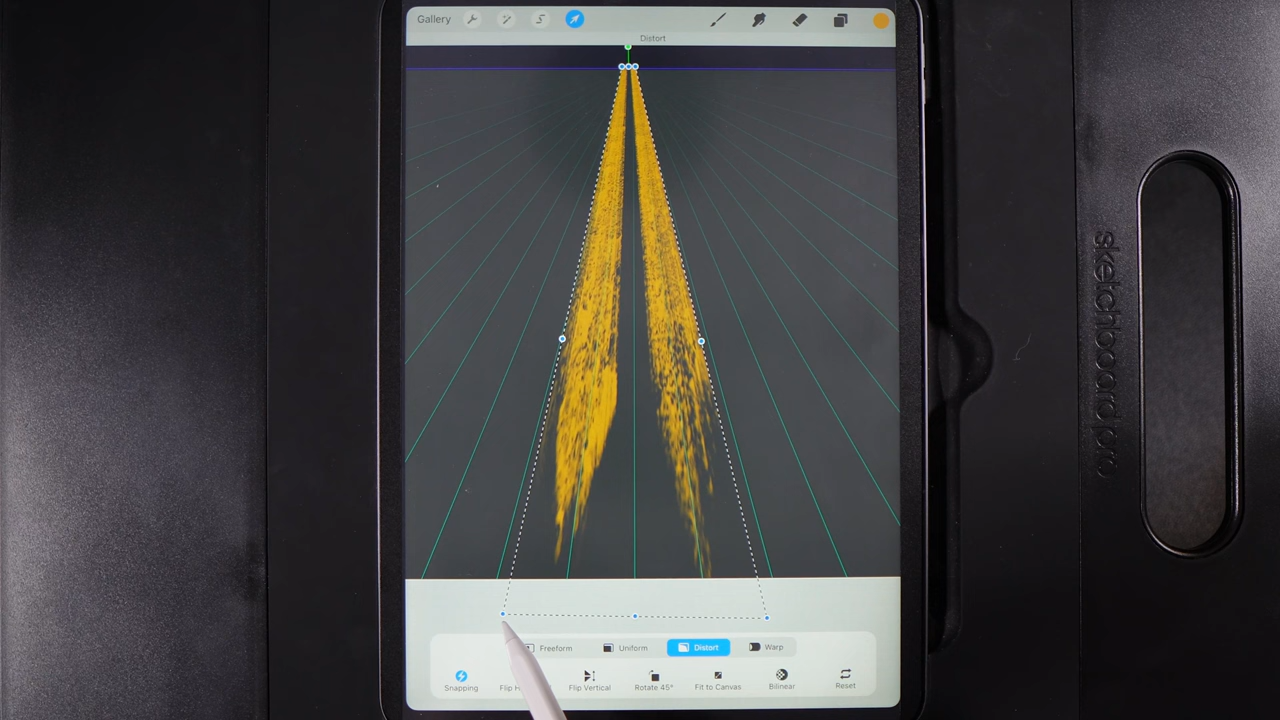 Gallery
Distort
Freeform Uniform Distort Warp
Snapping Flip Vertical Rotate 45° Fit to Canvas Bilinear Reset
sketchboard pro